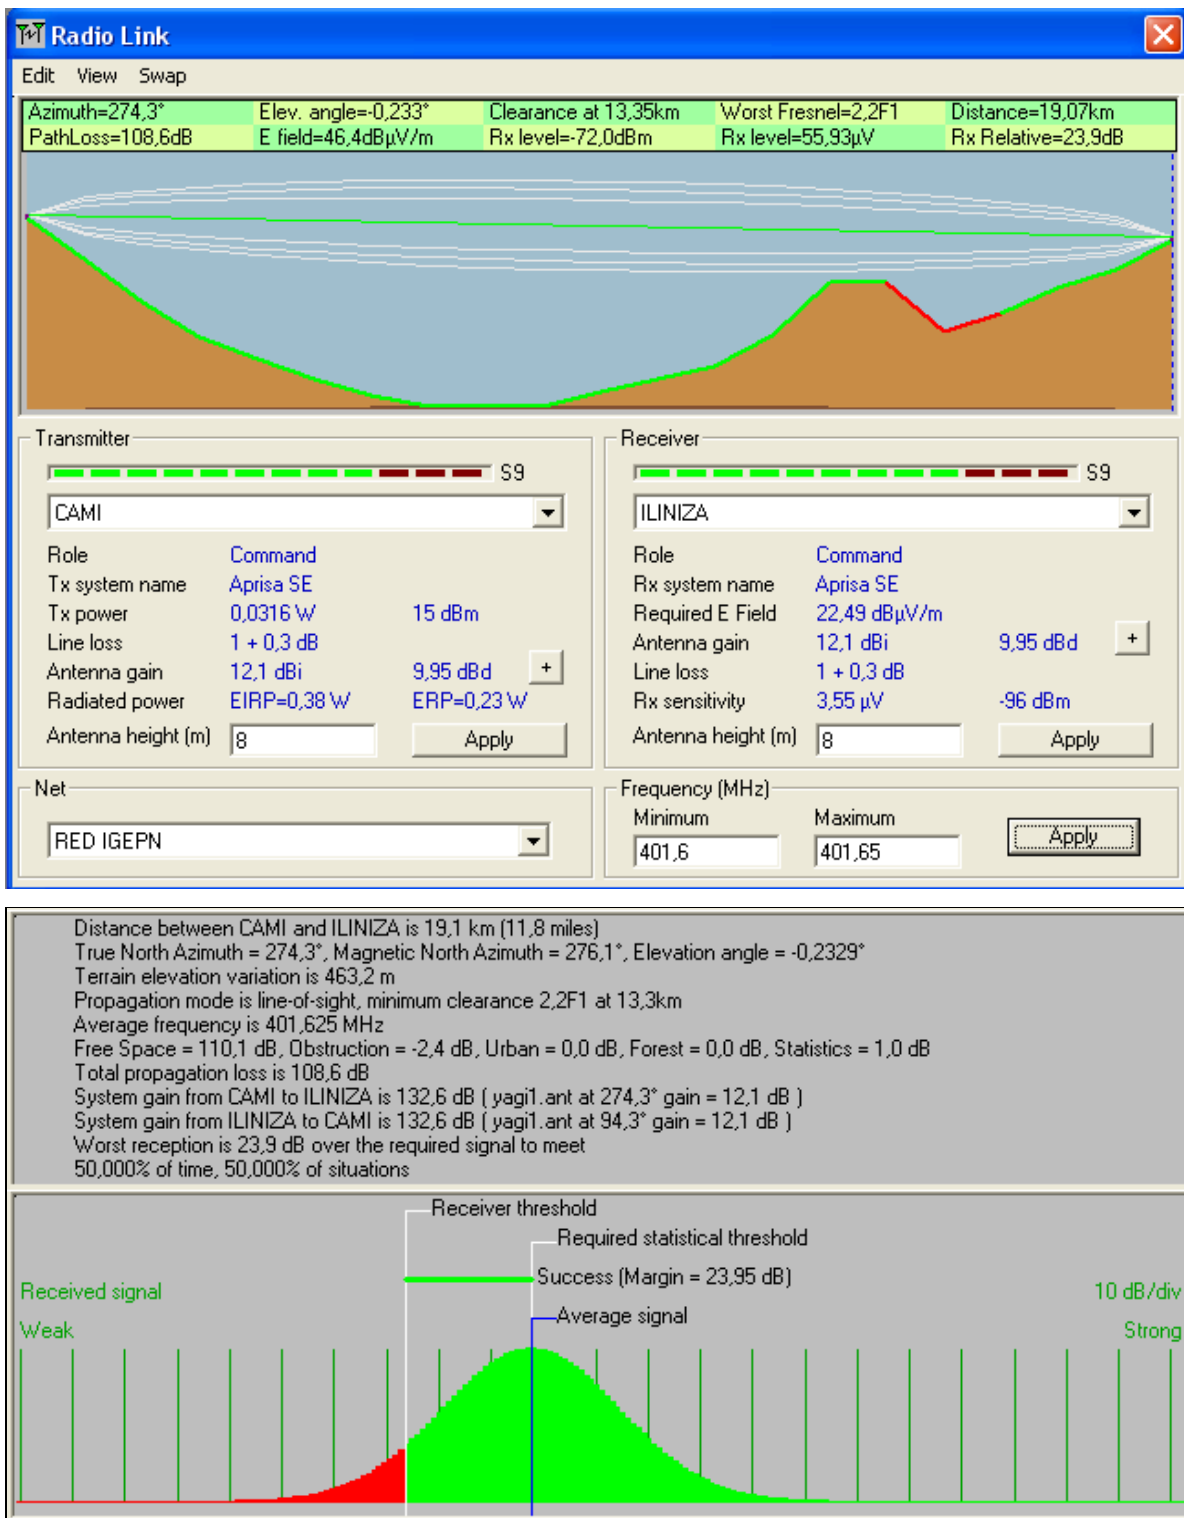 Radio Link
Edit View Swap
Azimuth=274,3° Elev. angle=-0,233° Clearance at 13,35km Worst Fresnel=2,2F1 Distance=19,07km
PathLoss=108,6dB E field=46,4dBµV/m Rx level=-72,0dBm Rx level=55,93µV Rx Relative=23,9dB
Transmitter
S9
CAMI
Role Command
Tx system name Aprisa SE
Tx power 0,0316 W 15 dBm
Line loss 1 + 0,3 dB
Antenna gain 12,1 dBi 9,95 dBd +
Radiated power EIRP=0,38 W ERP=0,23 W
Antenna height (m) 8 Apply
Receiver
S9
ILINIZA
Role Command
Rx system name Aprisa SE
Required E Field 22,49 dBµV/m
Antenna gain 12,1 dBi 9,95 dBd +
Line loss 1 + 0,3 dB
Rx sensitivity 3,55 µV -96 dBm
Antenna height (m) 8 Apply
Net
RED IGEPN
Frequency (MHz)
Minimum Maximum
401,6 401,65 Apply
Distance between CAMI and ILINIZA is 19,1 km (11,8 miles)
True North Azimuth = 274,3°, Magnetic North Azimuth = 276,1°, Elevation angle = -0,2329°
Terrain elevation variation is 463,2 m
Propagation mode is line-of-sight, minimum clearance 2,2F1 at 13,3km
Average frequency is 401,625 MHz
Free Space = 110,1 dB, Obstruction = -2,4 dB, Urban = 0,0 dB, Forest = 0,0 dB, Statistics = 1,0 dB
Total propagation loss is 108,6 dB
System gain from CAMI to ILINIZA is 132,6 dB ( yagi1.ant at 274,3° gain = 12,1 dB )
System gain from ILINIZA to CAMI is 132,6 dB ( yagi1.ant at 94,3° gain = 12,1 dB )
Worst reception is 23,9 dB over the required signal to meet
50,000% of time, 50,000% of situations
Receiver threshold
Required statistical threshold
Success (Margin = 23,95 dB)
Received signal 10 dB/div
Average signal
Weak Strong